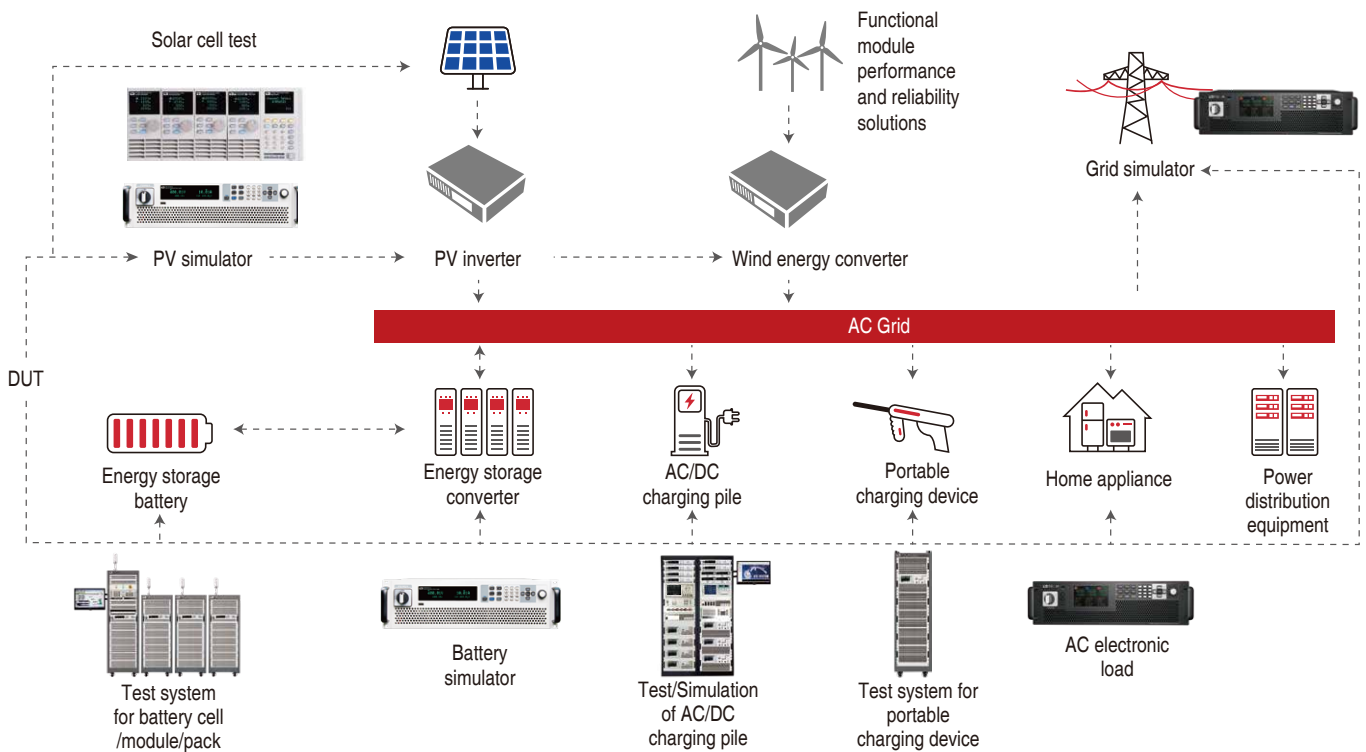 Solar cell test
Functional
module
performance
and reliability
solutions
Grid simulator
PV simulator
PV inverter
Wind energy converter
AC Grid
DUT
Energy storage
battery
Energy storage
converter
AC/DC
charging pile
Portable
charging device
Home appliance
Power
distribution
equipment
Test system
for battery cell
/module/pack
Battery
simulator
Test/Simulation
of AC/DC
charging pile
Test system for
portable
charging device
AC electronic
load